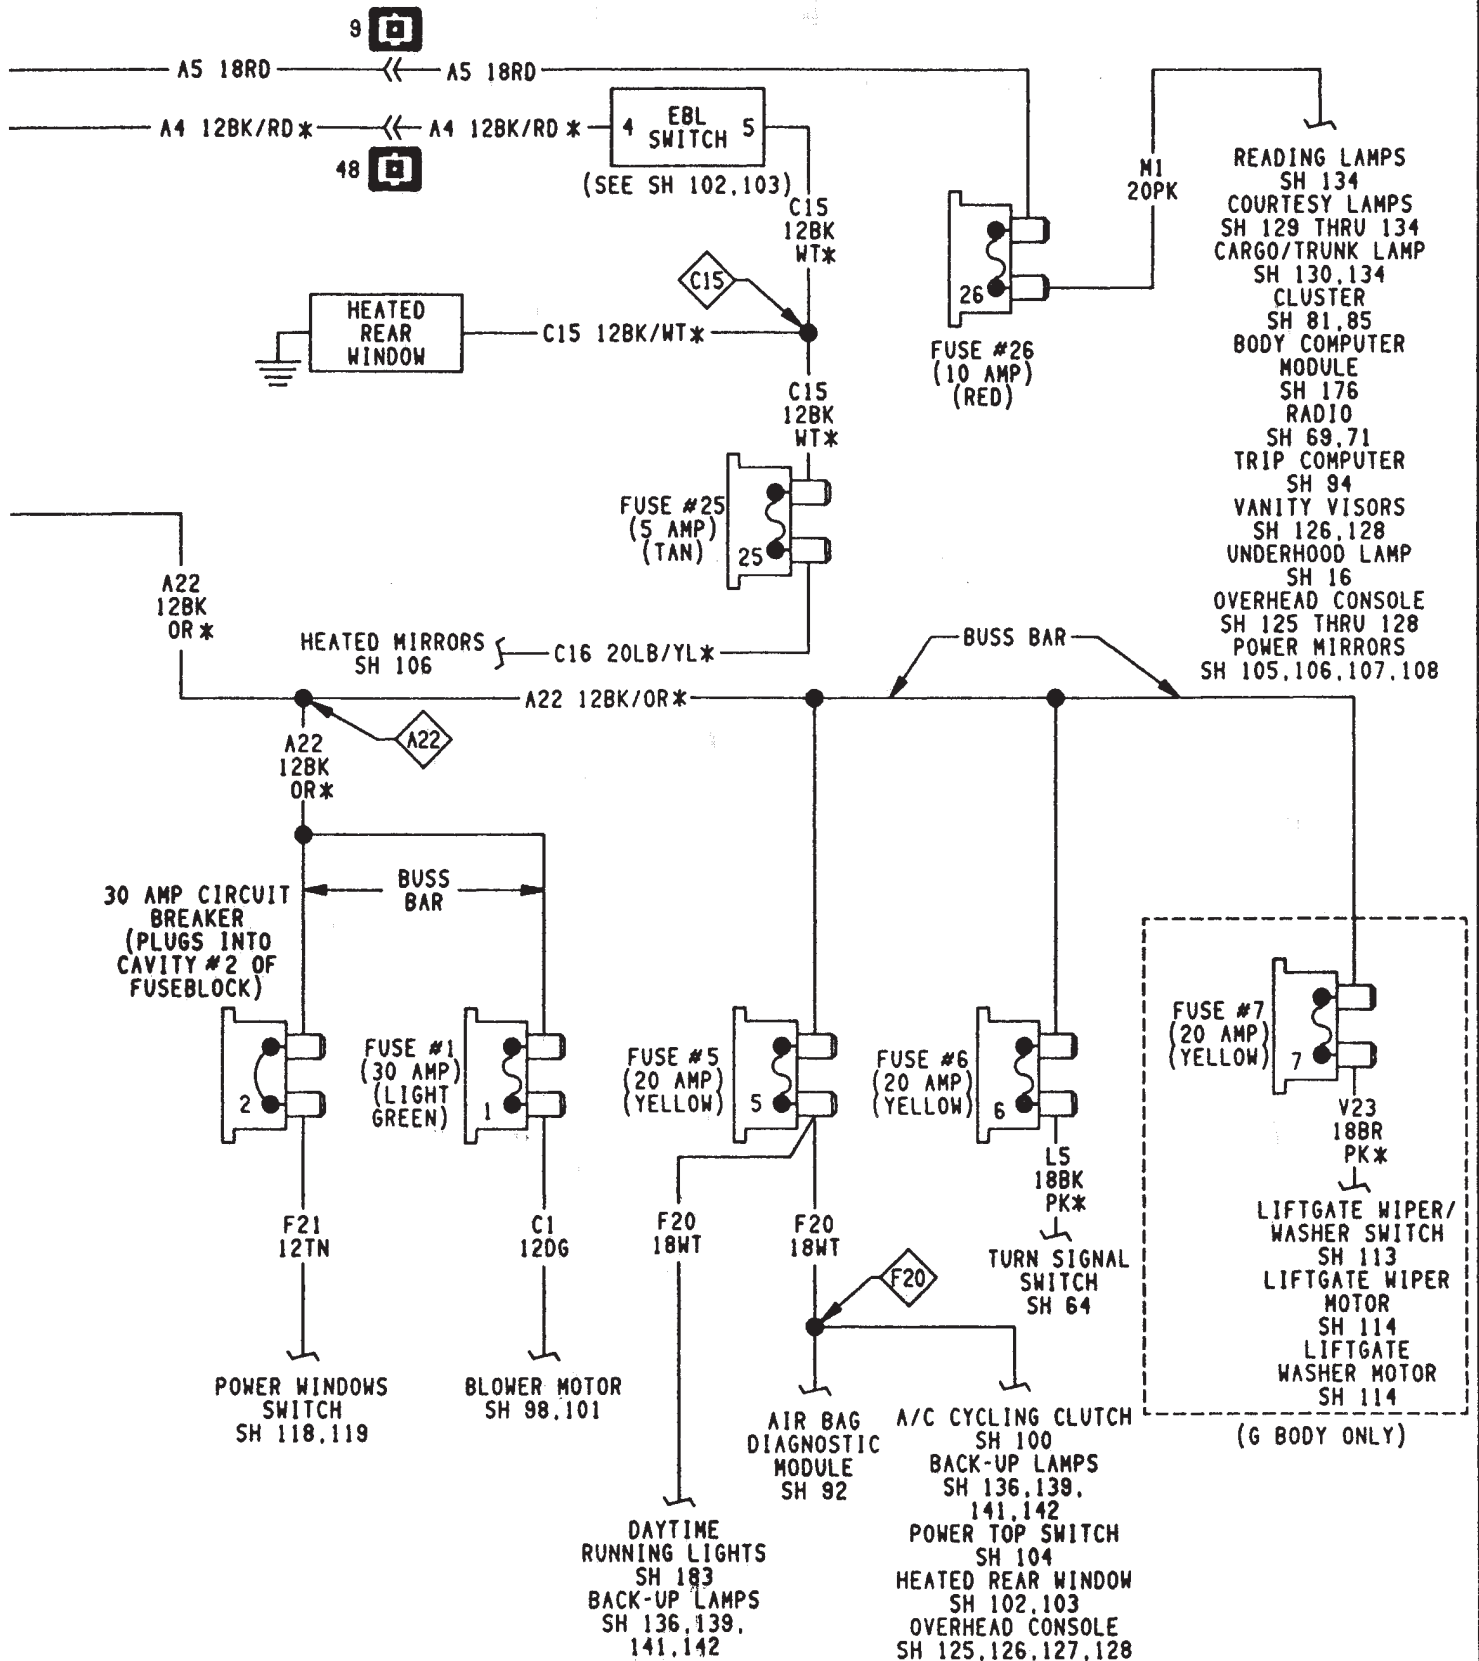 9
A5 18RD
A5 18RD
A4 12BK/RD*
A4 12BK/RD*
4
EBL
SWITCH
5
48
(SEE SH 102,103)
C15
12BK
WT*
C15
HEATED
REAR
WINDOW
C15 12BK/WT*
C15
12BK
WT*
26
FUSE #26
(10 AMP)
(RED)
M1
20PK
READING LAMPS
SH 134
COURTESY LAMPS
SH 129 THRU 134
CARGO/TRUNK LAMP
SH 130,134
CLUSTER
SH 81,85
BODY COMPUTER
MODULE
SH 176
RADIO
SH 69,71
TRIP COMPUTER
SH 94
VANITY VISORS
SH 126,128
UNDERHOOD LAMP
SH 16
OVERHEAD CONSOLE
SH 125 THRU 128
POWER MIRRORS
SH 105,106,107,108
FUSE #25
(5 AMP)
(TAN)
25
A22
12BK
OR*
HEATED MIRRORS
SH 106
C16 20LB/YL*
BUSS BAR
A22 12BK/OR*
A22
A22
12BK
OR*
BUSS
BAR
30 AMP CIRCUIT
BREAKER
(PLUGS INTO
CAVITY #2 OF
FUSEBLOCK)
2
FUSE #1
(30 AMP)
(LIGHT
GREEN)
1
FUSE #5
(20 AMP)
(YELLOW)
5
FUSE #6
(20 AMP)
(YELLOW)
6
FUSE #7
(20 AMP)
(YELLOW)
7
V23
18BR
PK*
LIFTGATE WIPER/
WASHER SWITCH
SH 113
LIFTGATE WIPER
MOTOR
SH 114
LIFTGATE
WASHER MOTOR
SH 114
(G BODY ONLY)
L5
18BK
PK*
TURN SIGNAL
SWITCH
SH 64
F21
12TN
C1
12DG
F20
18WT
F20
18WT
F20
POWER WINDOWS
SWITCH
SH 118,119
BLOWER MOTOR
SH 98,101
AIR BAG
DIAGNOSTIC
MODULE
SH 92
A/C CYCLING CLUTCH
SH 100
BACK-UP LAMPS
SH 136,139,
141,142
POWER TOP SWITCH
SH 104
HEATED REAR WINDOW
SH 102,103
OVERHEAD CONSOLE
SH 125,126,127,128
DAYTIME
RUNNING LIGHTS
SH 183
BACK-UP LAMPS
SH 136,139,
141,142